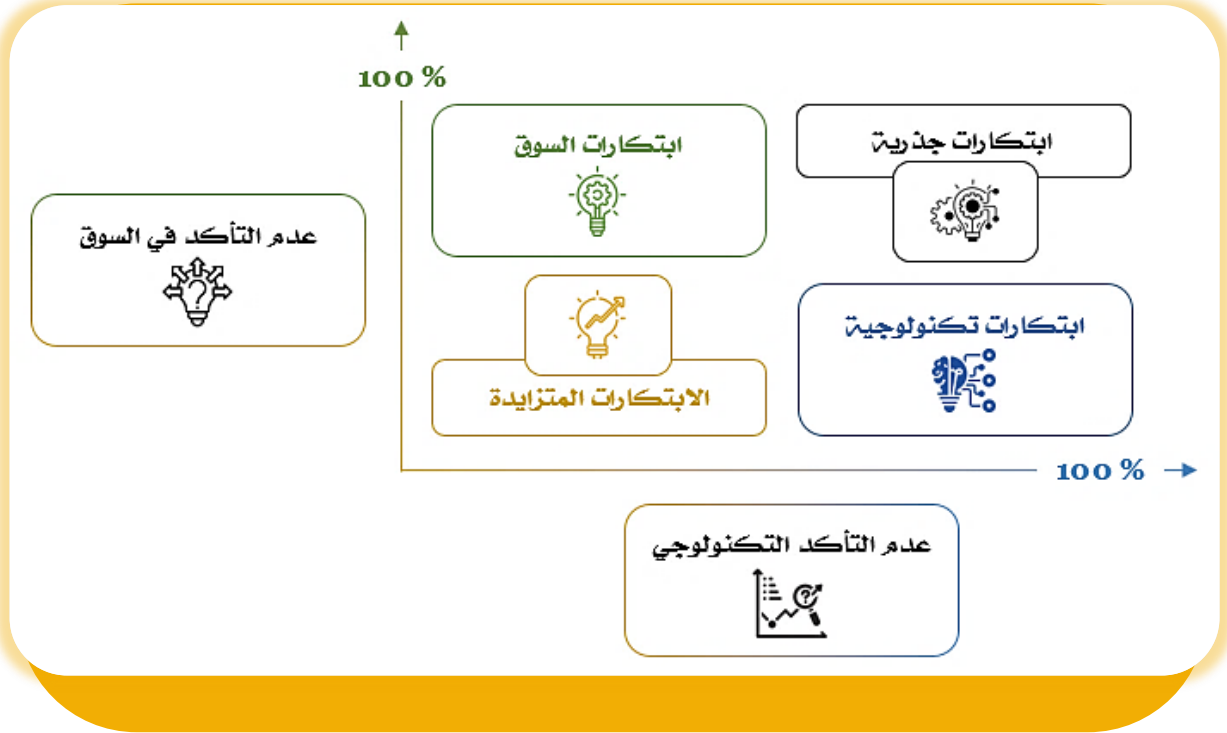 100 %
ابتكارات جذرية
ابتكارات السوق
عدم التأكد في السوق
ابتكارات تكنولوجية
الابتكارات المتزايدة
100 %
عدم التأكد التكنولوجي